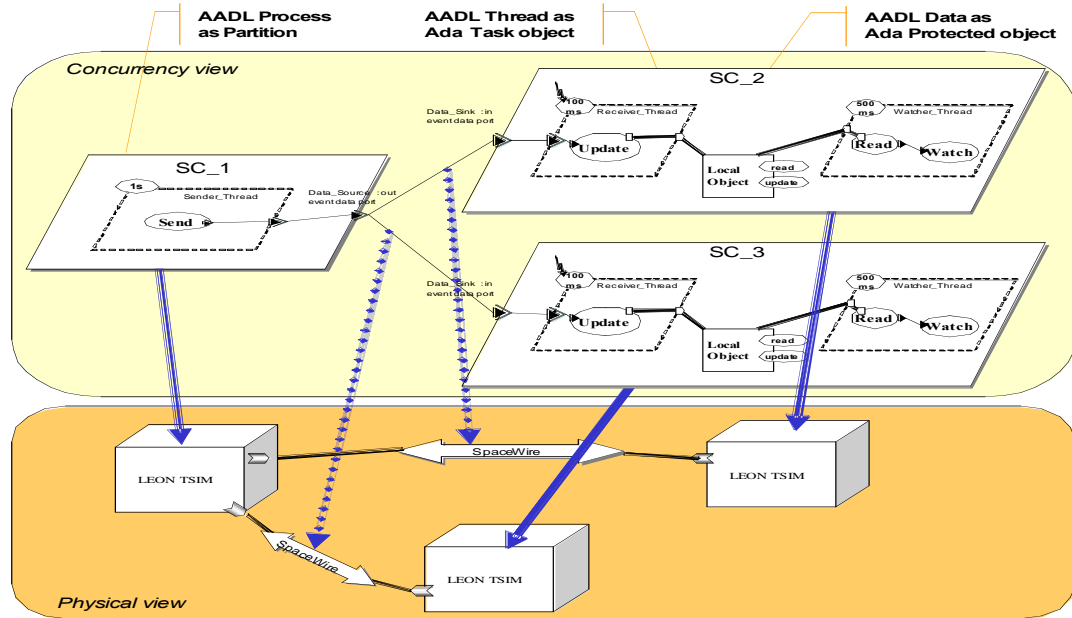 AADL Process
as Partition
AADL Thread as
Ada Task object
AADL Data as
Ada Protected object
Concurrency view
SC_2
100
ms
Receiver_Thread
Update
Data_Sink : in
event data port
Local
Object
read
update
500
ms
Watcher_Thread
Read
Watch
SC_1
1s
Sender_Thread
Send
Data_Source : out
event data port
SC_3
100
ms
Receiver_Thread
Update
Data_Sink : in
event data port
Local
Object
read
update
500
ms
Watcher_Thread
Read
Watch
LEON TSIM
SpaceWire
LEON TSIM
SpaceWire
LEON TSIM
Physical view